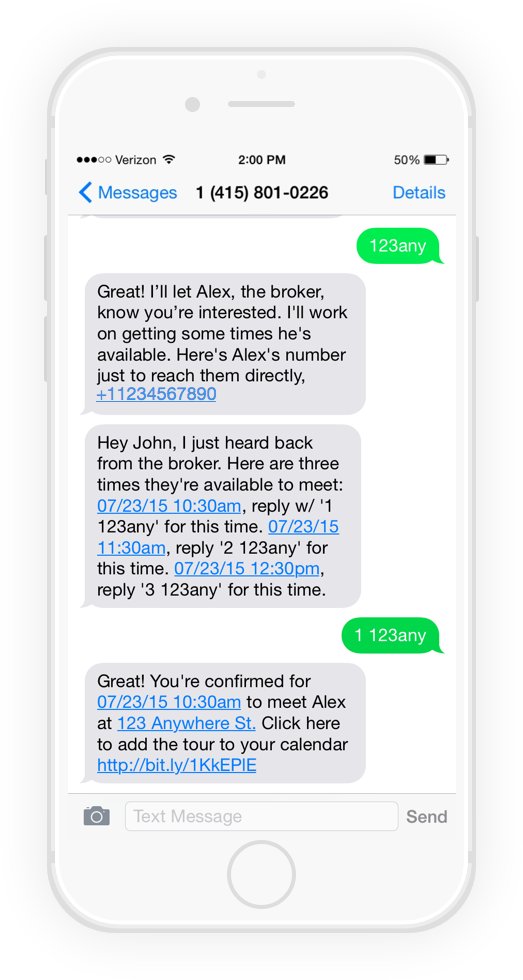 Verizon 2:00 PM 50%
Messages 1 (415) 801-0226 Details
123any
Great! I’ll let Alex, the broker,
know you’re interested. I'll work
on getting some times he's
available. Here's Alex's number
just to reach them directly,
+11234567890
Hey John, I just heard back
from the broker. Here are three
times they're available to meet:
07/23/15 10:30am, reply w/ '1
123any' for this time. 07/23/15
11:30am, reply '2 123any' for
this time. 07/23/15 12:30pm,
reply '3 123any' for this time.
1 123any
Great! You're confirmed for
07/23/15 10:30am to meet Alex
at 123 Anywhere St. Click here
to add the tour to your calendar
http://bit.ly/1KkEPlE
Text Message Send